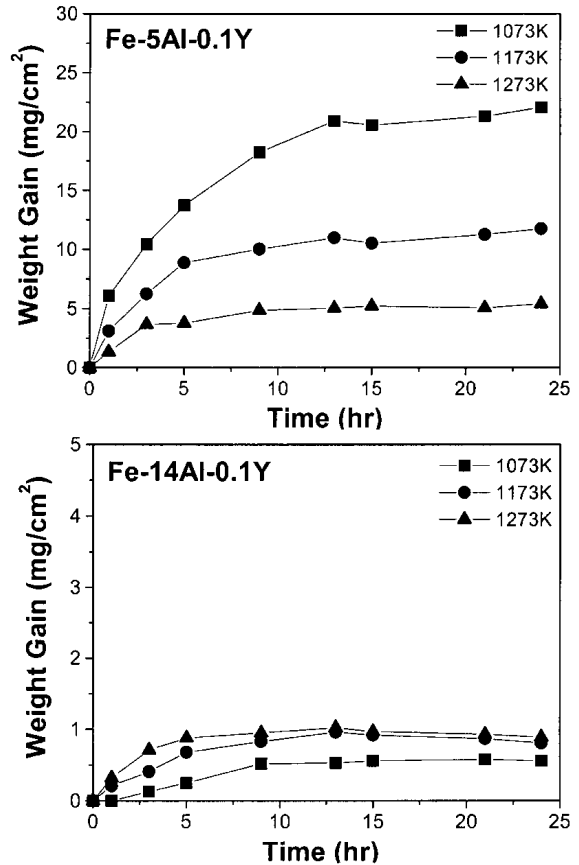 Fe-5Al-0.1Y
1073K
1173K
1273K
30
25
20
15
10
5
0
Weight Gain (mg/cm²)
0 5 10 15 20 25
Time (hr)
Fe-14Al-0.1Y
1073K
1173K
1273K
5
4
3
2
1
0
Weight Gain (mg/cm²)
0 5 10 15 20 25
Time (hr)